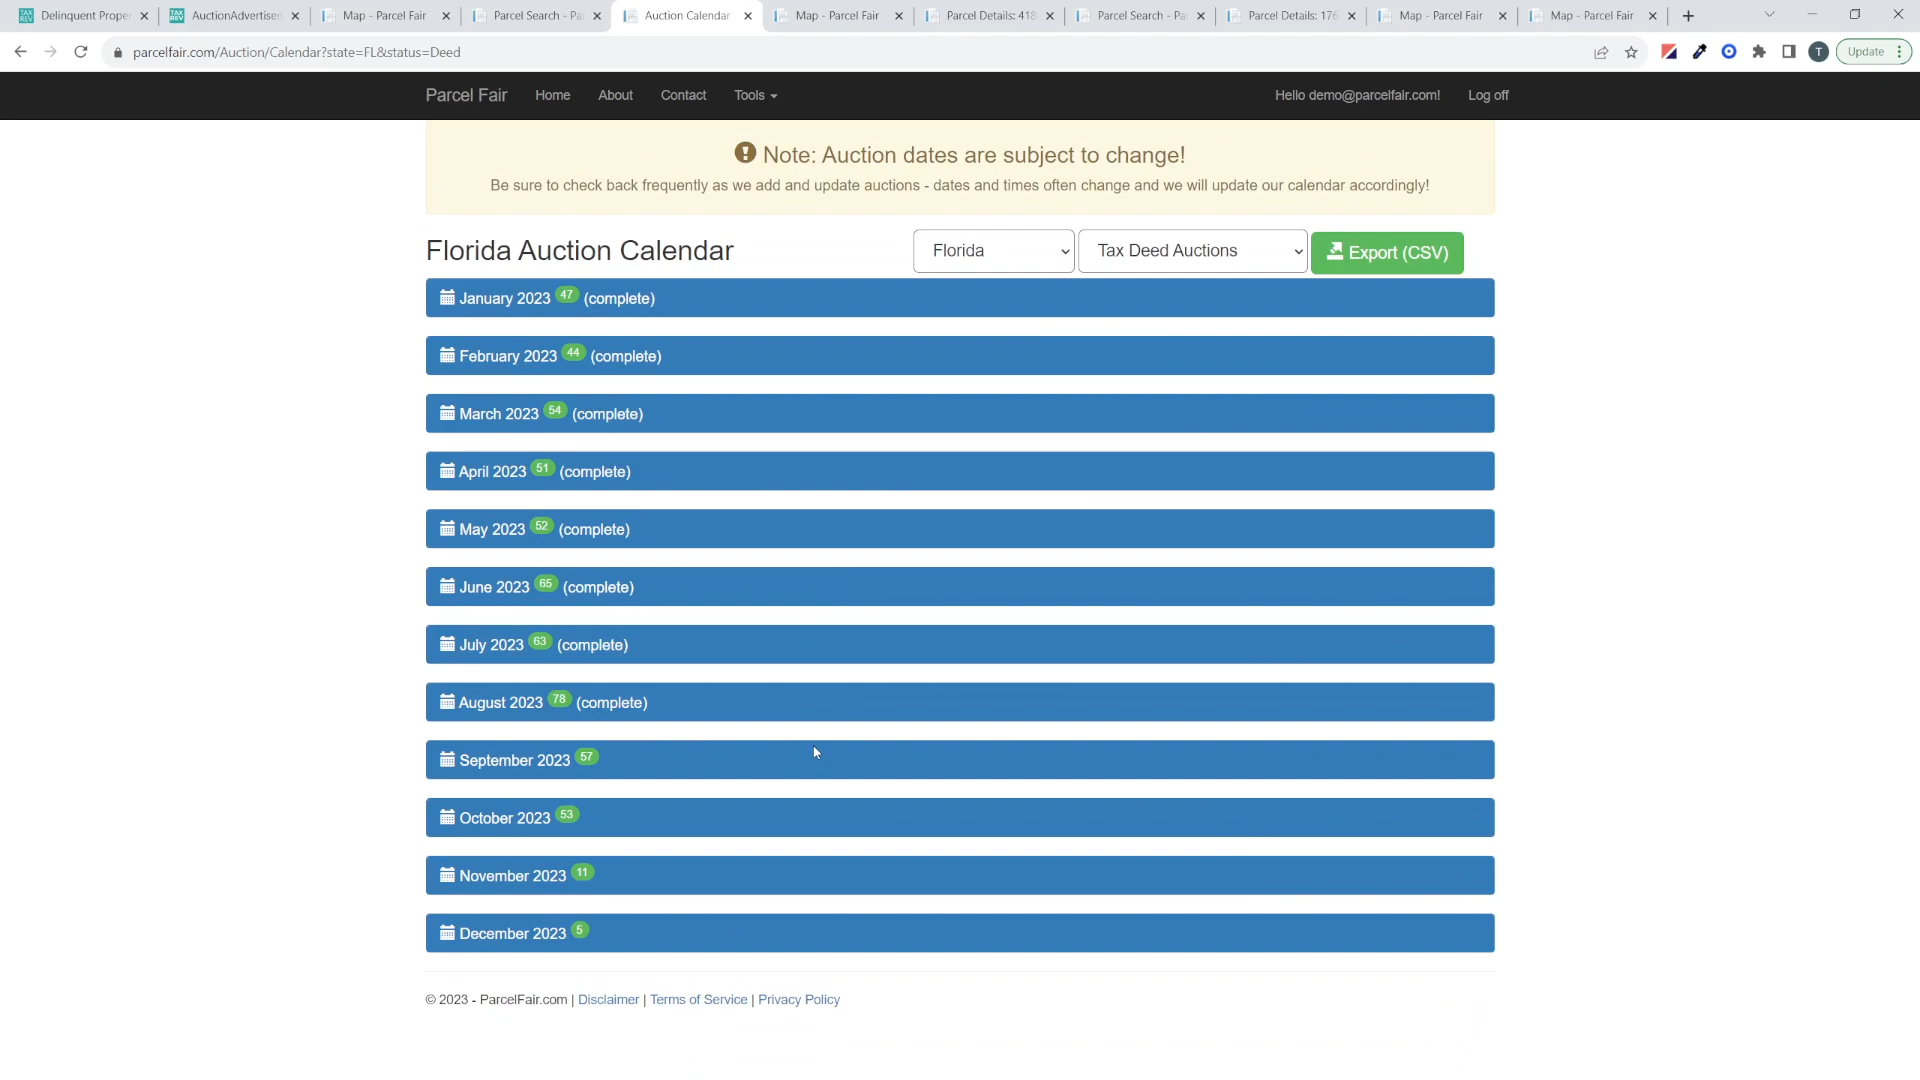 Delinquent Proper
AuctionAdvertisen
Map - Parcel Fair
Parcel Search - Pa
Auction Calendar
Map - Parcel Fair
Parcel Details: 418
Parcel Search - Pa
Parcel Details: 176
Map - Parcel Fair
Map - Parcel Fair
parcelfair.com/Auction/Calendar?state=FL&status=Deed
T
Update
Parcel Fair Home About Contact Tools Hello demo@parcelfair.com! Log off
Note: Auction dates are subject to change!
Be sure to check back frequently as we add and update auctions - dates and times often change and we will update our calendar accordingly!
Florida Auction Calendar Florida Tax Deed Auctions Export (CSV)
January 2023 47 (complete)
February 2023 44 (complete)
March 2023 54 (complete)
April 2023 51 (complete)
May 2023 52 (complete)
June 2023 65 (complete)
July 2023 63 (complete)
August 2023 78 (complete)
September 2023 57
October 2023 53
November 2023 11
December 2023 5
© 2023 - ParcelFair.com | Disclaimer | Terms of Service | Privacy Policy